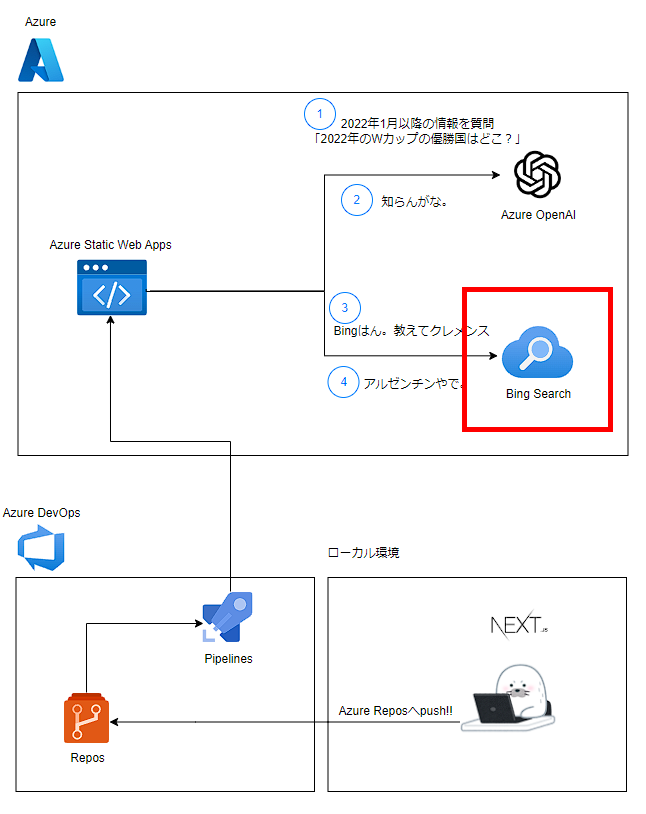 Azure
1
2022年1月以降の情報を質問
「2022年のWカップの優勝国はどこ？」
2
知らんがな。
Azure OpenAI
Azure Static Web Apps
3
Bingはん。教えてクレメンス
4
アルゼンチンやで。
Bing Search
Azure DevOps
ローカル環境
NEXT.JS
Pipelines
Azure Reposへpush!!
Repos